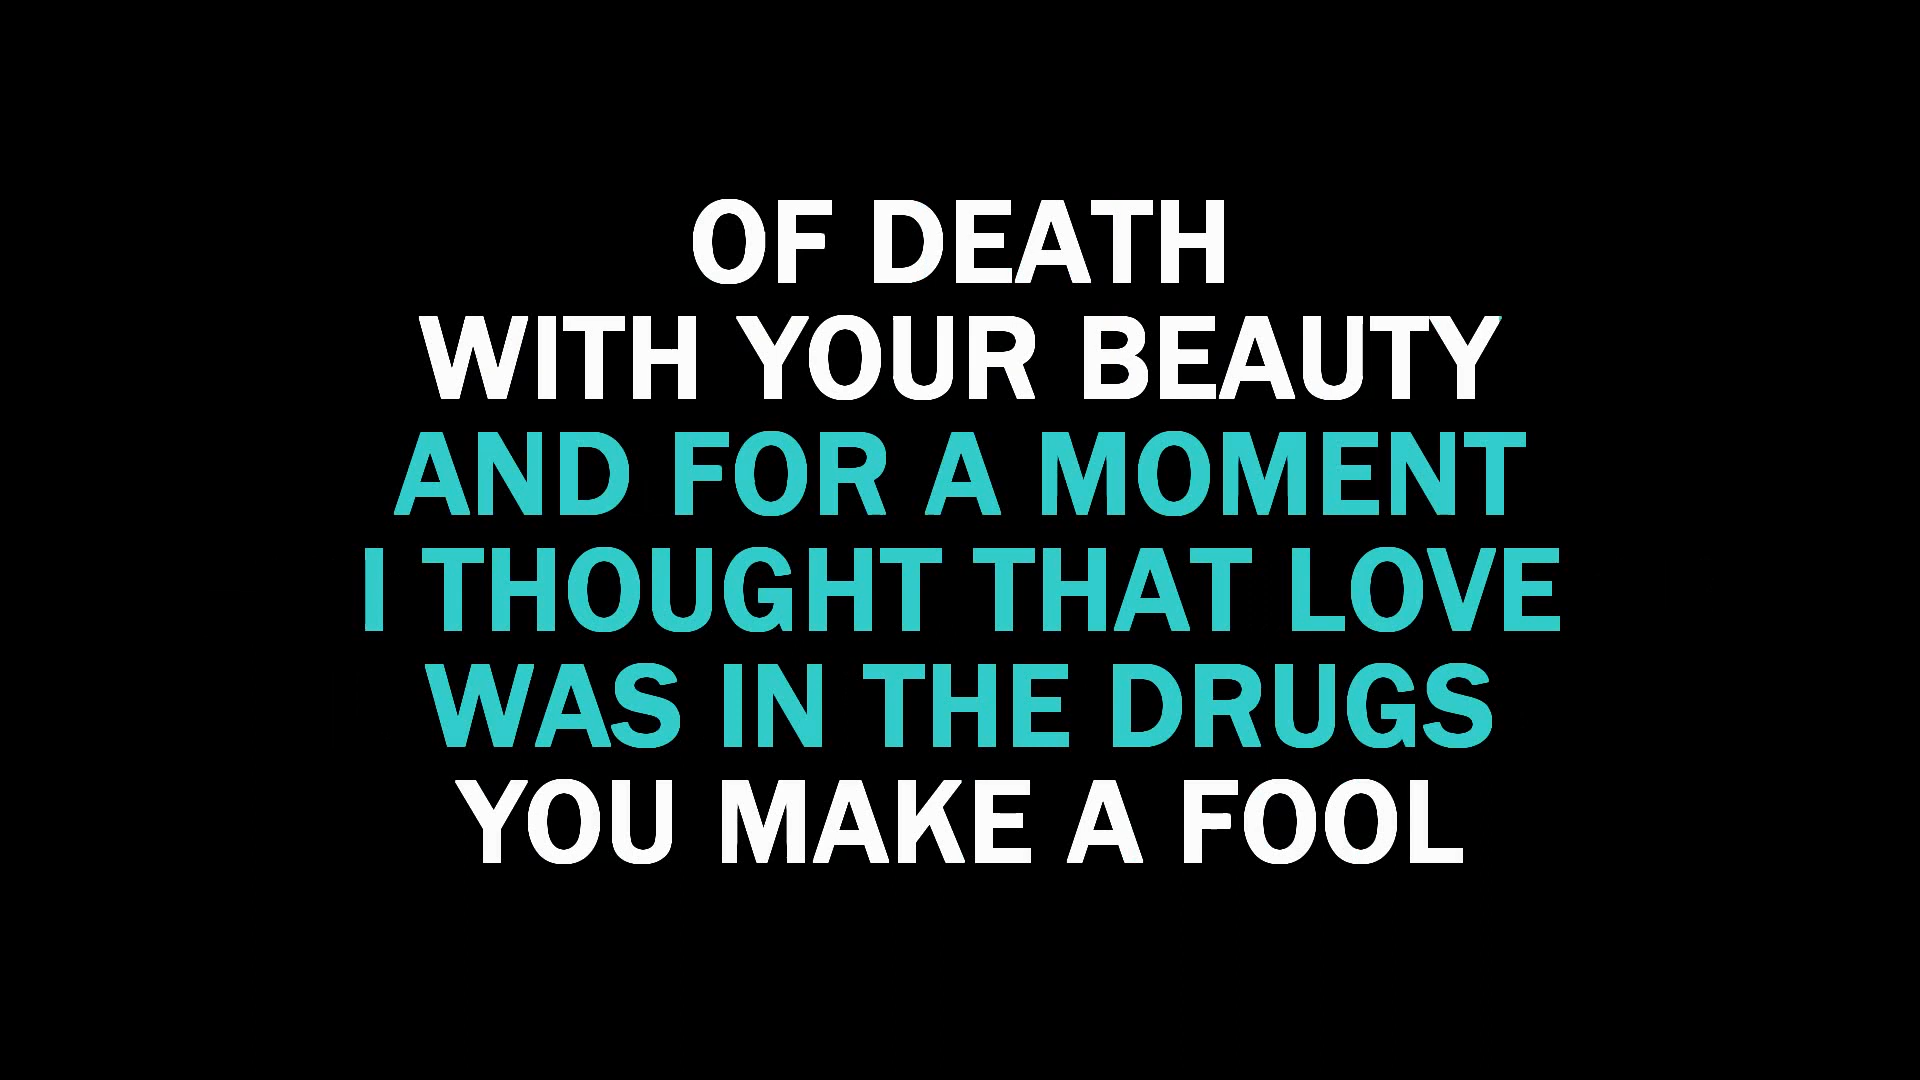 OF DEATH
WITH YOUR BEAUTY
AND FOR A MOMENT
I THOUGHT THAT LOVE
WAS IN THE DRUGS
YOU MAKE A FOOL